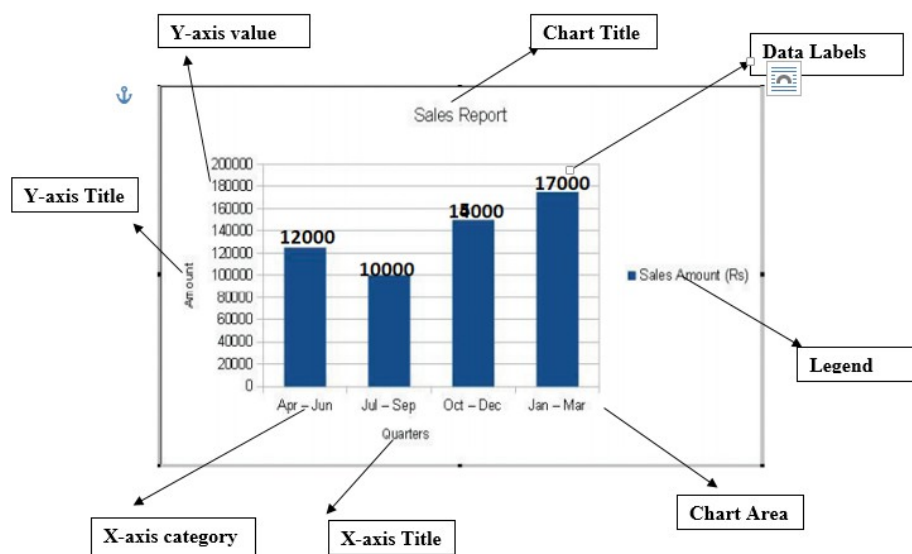 Y-axis value
Chart Title
Data Labels
Sales Report
Y-axis Title
Amount
200000
180000
160000
140000
120000
100000
80000
60000
40000
20000
0
12000
10000
17000
Apr – Jun
Jul – Sep
Oct – Dec
Jan – Mar
Quarters
Sales Amount (Rs)
Legend
Chart Area
X-axis category
X-axis Title